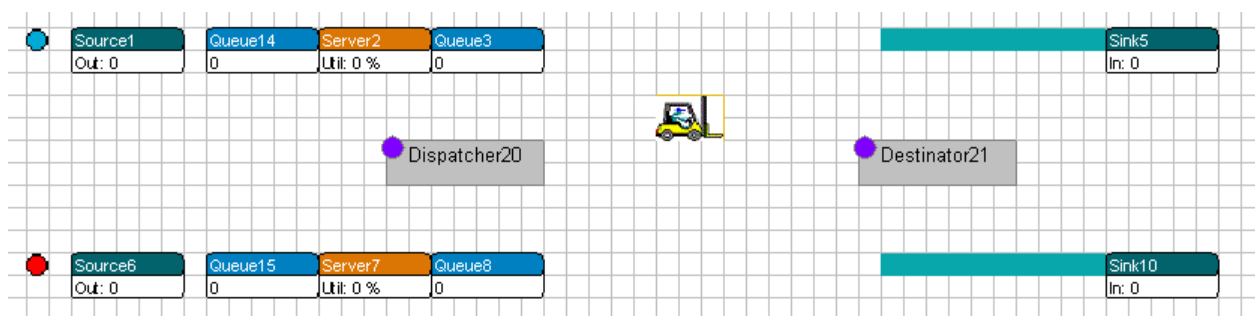 Source1 Queue14 Server2 Queue3 Sink5
Out: 0 0 Util: 0 % 0 In: 0
Dispatcher20 Destinator21
Source6 Queue15 Server7 Queue8 Sink10
Out: 0 0 Util: 0 % 0 In: 0